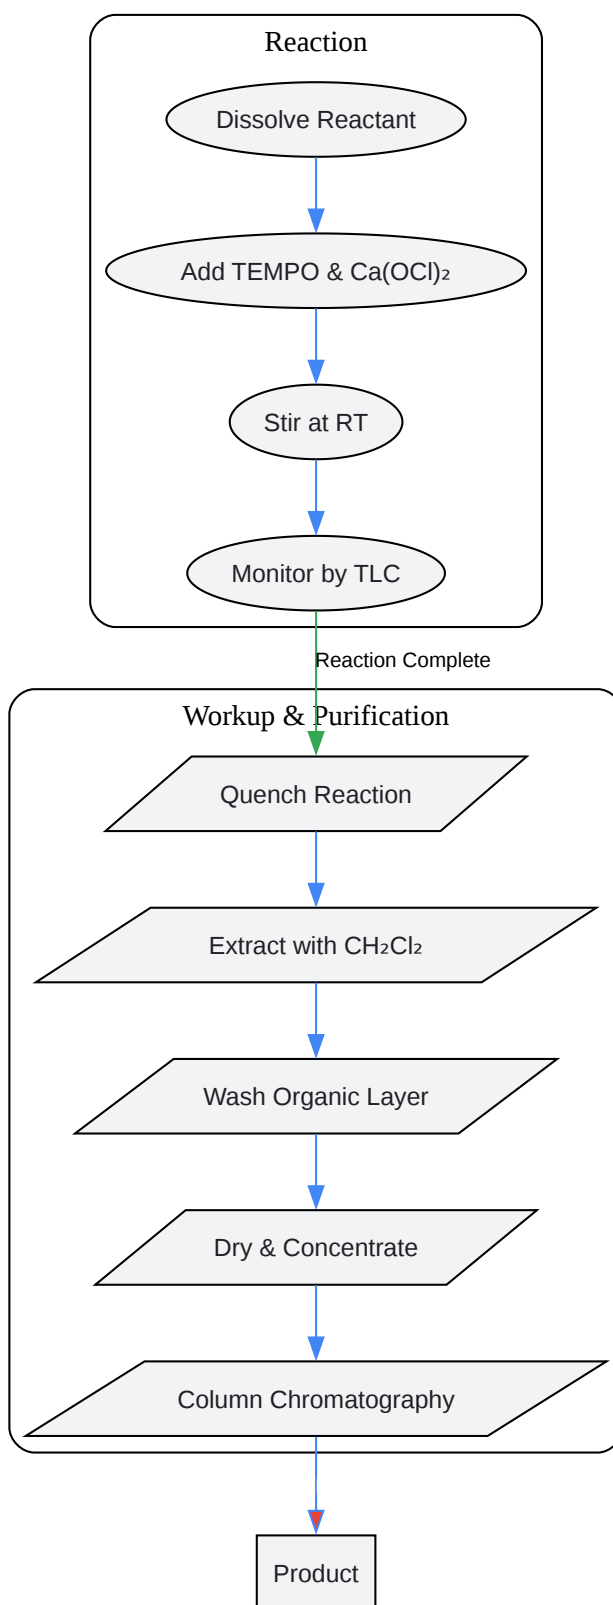 Reaction
Dissolve Reactant
Add TEMPO & Ca(OCl)₂
Stir at RT
Monitor by TLC
Reaction Complete
Workup & Purification
Quench Reaction
Extract with CH₂Cl₂
Wash Organic Layer
Dry & Concentrate
Column Chromatography
Product